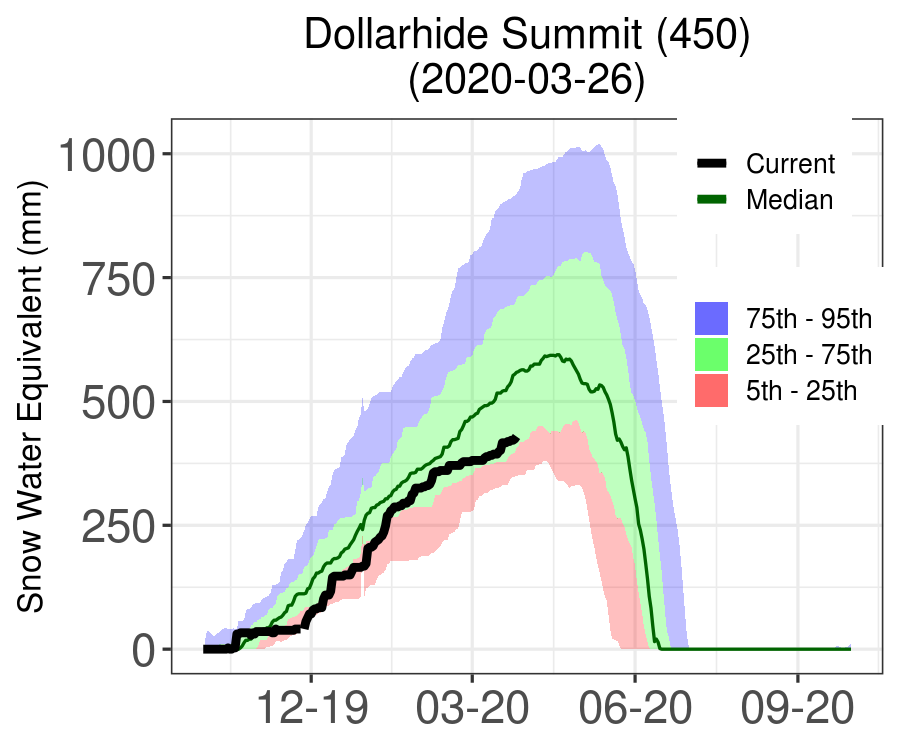 Dollarhide Summit (450)
(2020-03-26)
Snow Water Equivalent (mm)
1000
750
500
250
0
12-19
03-20
06-20
09-20
Current
Median
75th - 95th
25th - 75th
5th - 25th